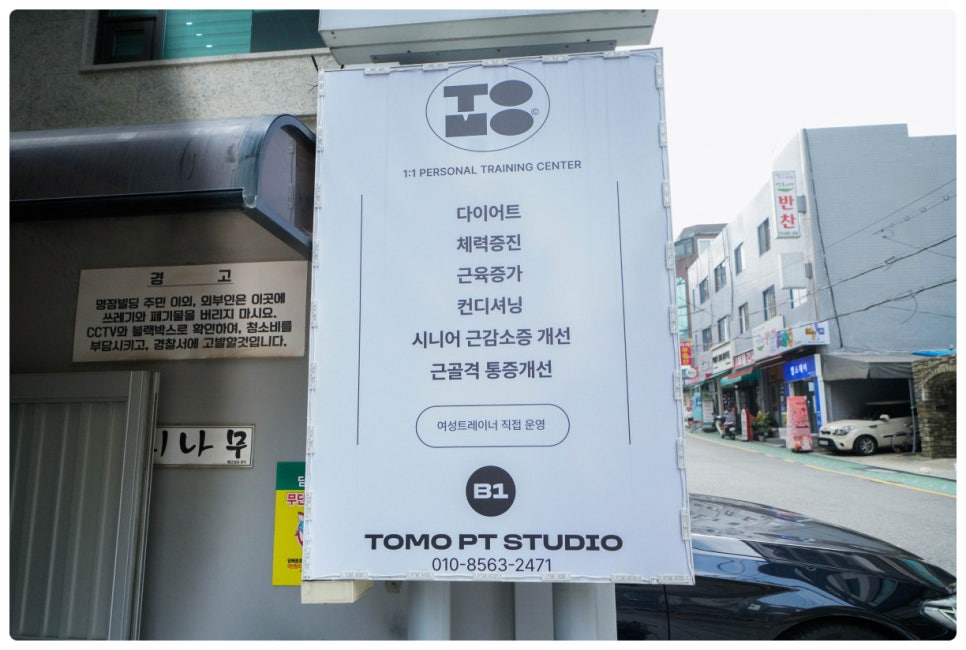 TOMO
1:1 PERSONAL TRAINING CENTER
다이어트
체력증진
근육증가
컨디셔닝
시니어 근감소증 개선
근골격 통증개선
여성트레이너 직접 운영
B1
TOMO PT STUDIO
010-8563-2471
경 고
명정빌딩 주민 이외, 외부인은 이곳에
쓰레기와 폐기물을 버리지 마시요.
CCTV와 블랙박스로 확인하여, 청소비를
부담시키고, 경찰서에 고발할것입니다.
나무
무단
반찬